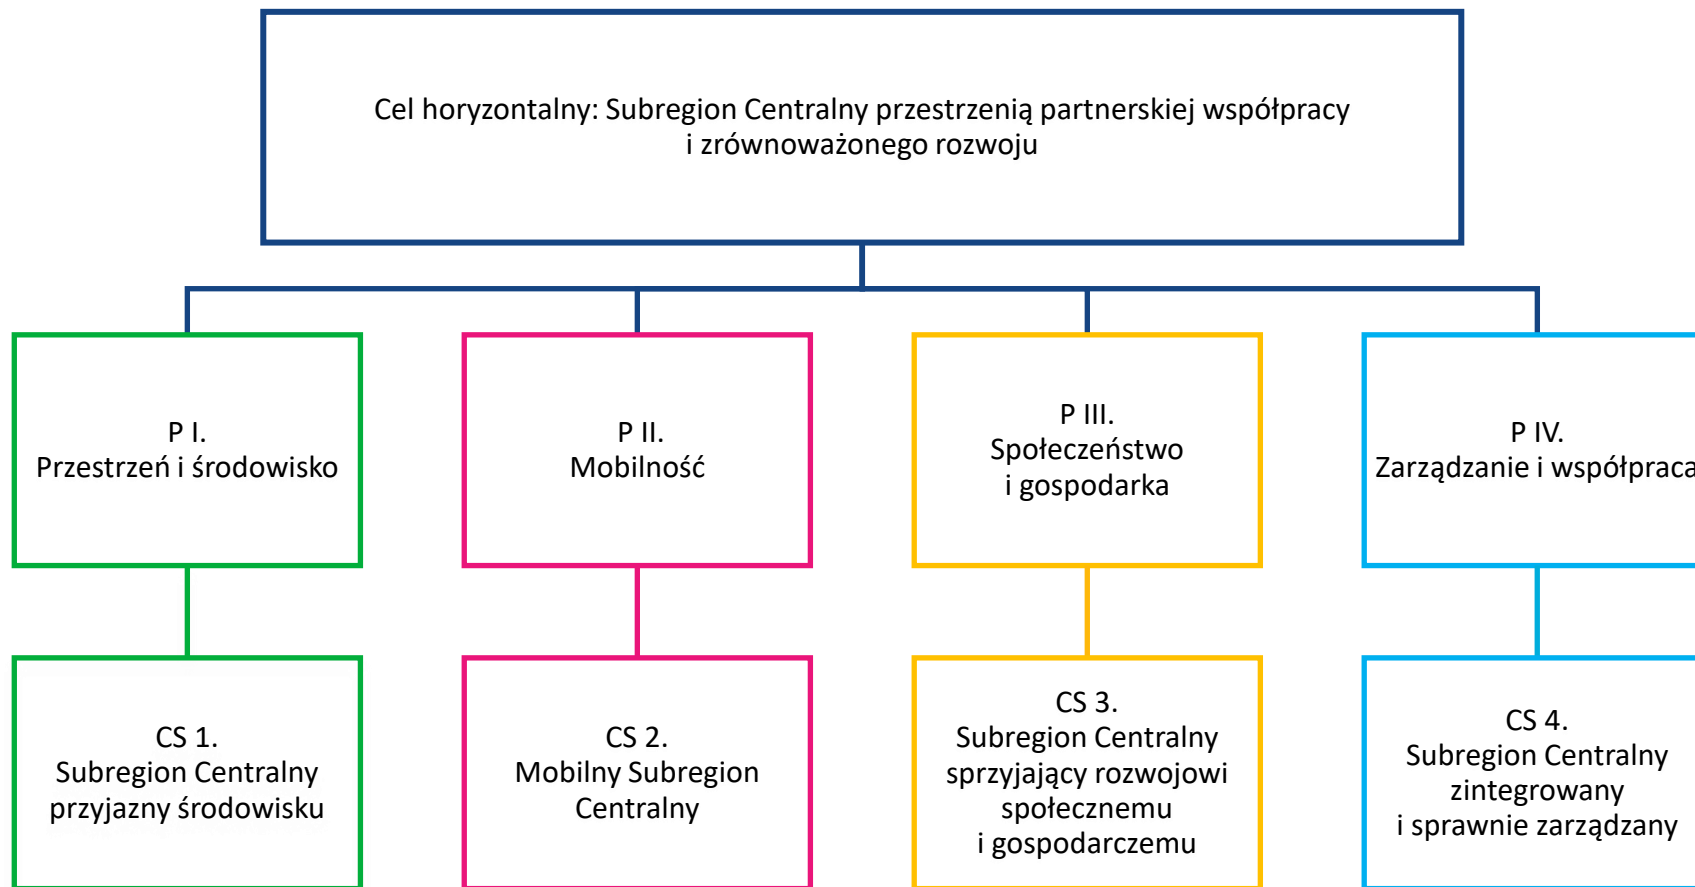 Cel horyzontalny: Subregion Centralny przestrzenią partnerskiej współpracy
i zrównoważonego rozwoju
P I.
Przestrzeń i środowisko
P II.
Mobilność
P III.
Społeczeństwo
i gospodarka
P IV.
Zarządzanie i współpraca
CS 1.
Subregion Centralny
przyjazny środowisku
CS 2.
Mobilny Subregion
Centralny
CS 3.
Subregion Centralny
sprzyjający rozwojowi
społecznemu
i gospodarczemu
CS 4.
Subregion Centralny
zintegrowany
i sprawnie zarządzany